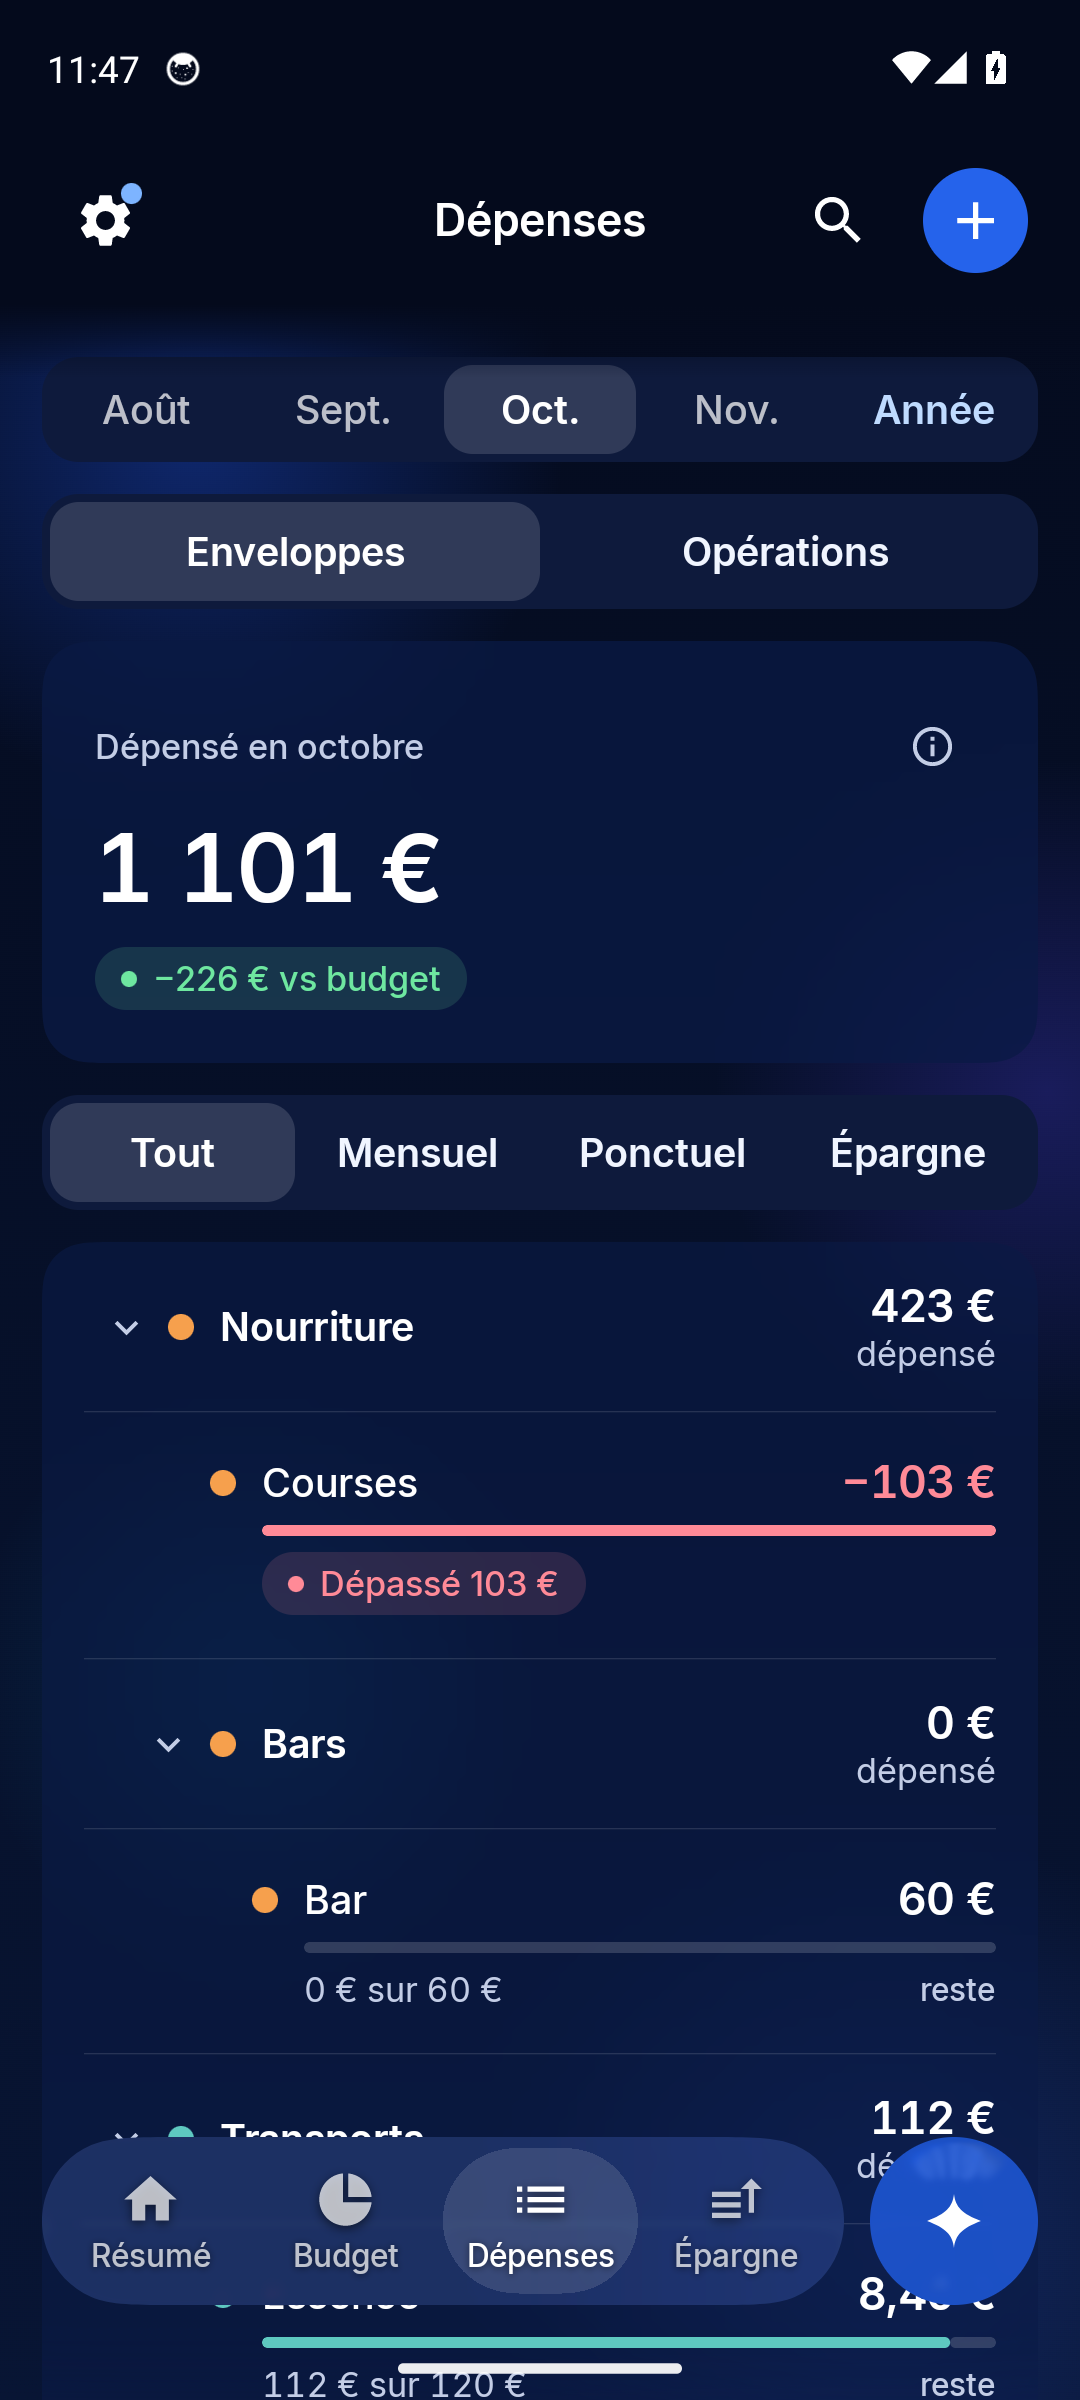 11:47
Dépenses
Août Sept. Oct. Nov. Année
Enveloppes Opérations
Dépensé en octobre
1 101 €
−226 € vs budget
Tout Mensuel Ponctuel Épargne
Nourriture 423 €
dépensé
Courses −103 €
Dépassé 103 €
Bars 0 €
dépensé
Bar 60 €
0 € sur 60 € reste
Transports 112 €
Résumé Budget Dépenses Épargne
112 € sur 120 € reste